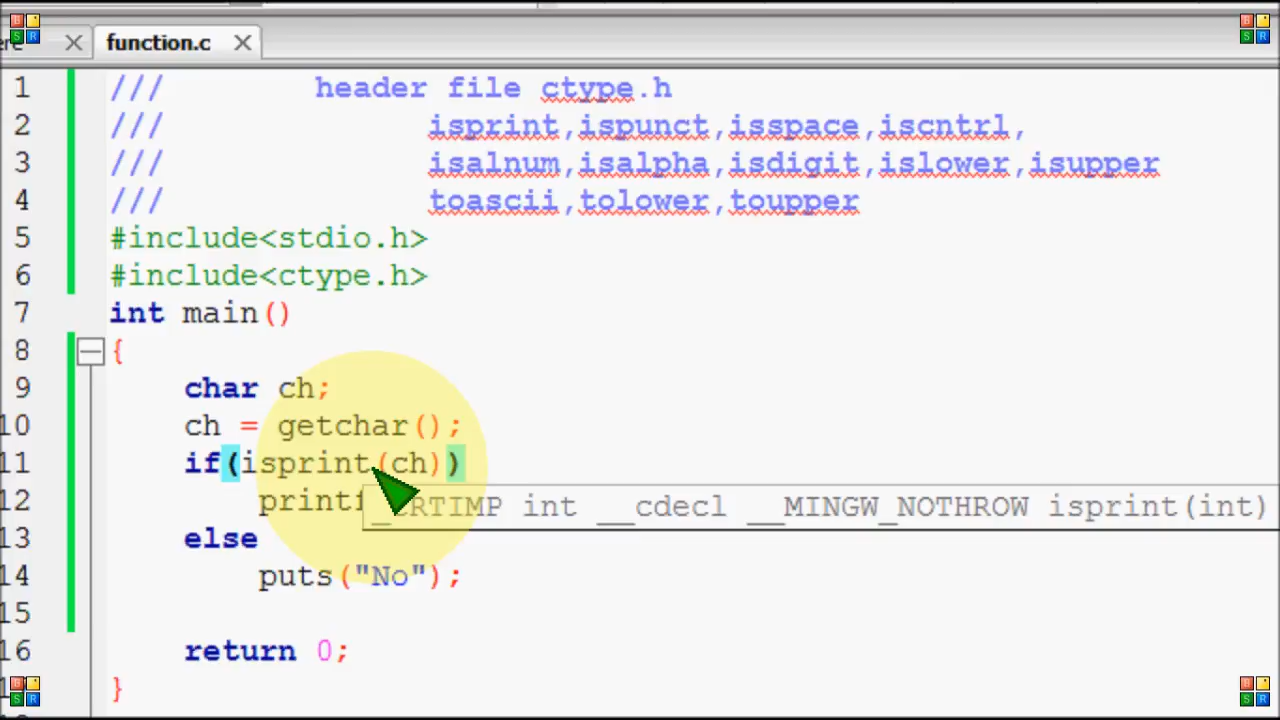 function.c
1 /// header file ctype.h
2 /// isprint,ispunct,isspace,iscntrl,
3 /// isalnum,isalpha,isdigit,islower,isupper
4 /// toascii,tolower,toupper
5 #include<stdio.h>
6 #include<ctype.h>
7 int main()
8 {
9 char ch;
10 ch = getchar();
11 if(isprint(ch))
12 printf
_CRTIMP int __cdecl __MINGW_NOTHROW isprint(int)
13 else
14 puts("No");
15
16 return 0;
}